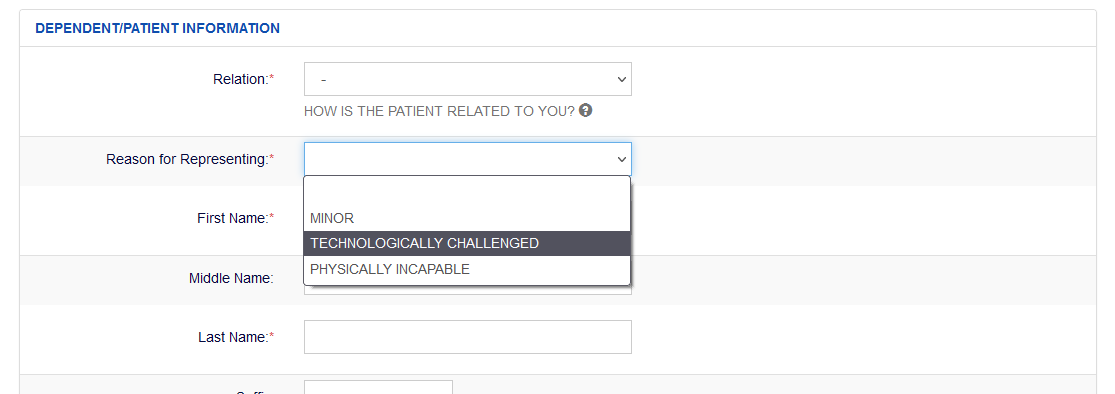 DEPENDENT/PATIENT INFORMATION
Relation:* -
HOW IS THE PATIENT RELATED TO YOU? ?
Reason for Representing:*
First Name:* MINOR
TECHNOLOGICALLY CHALLENGED
PHYSICALLY INCAPABLE
Middle Name:
Last Name:*